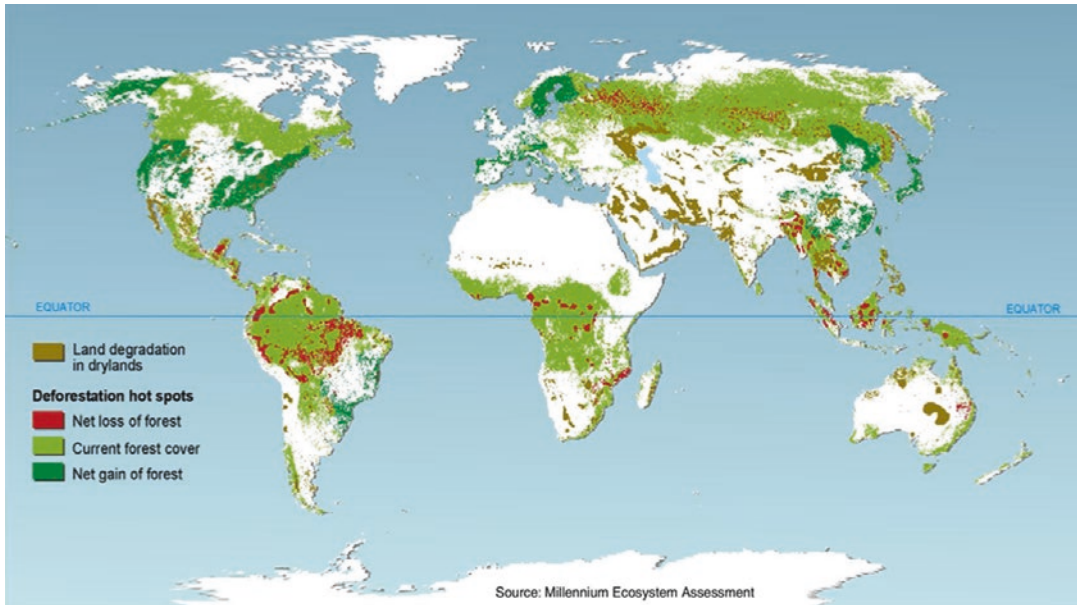 EQUATOR
EQUATOR
Land degradation
in drylands
Deforestation hot spots
Net loss of forest
Current forest cover
Net gain of forest
Source: Millennium Ecosystem Assessment